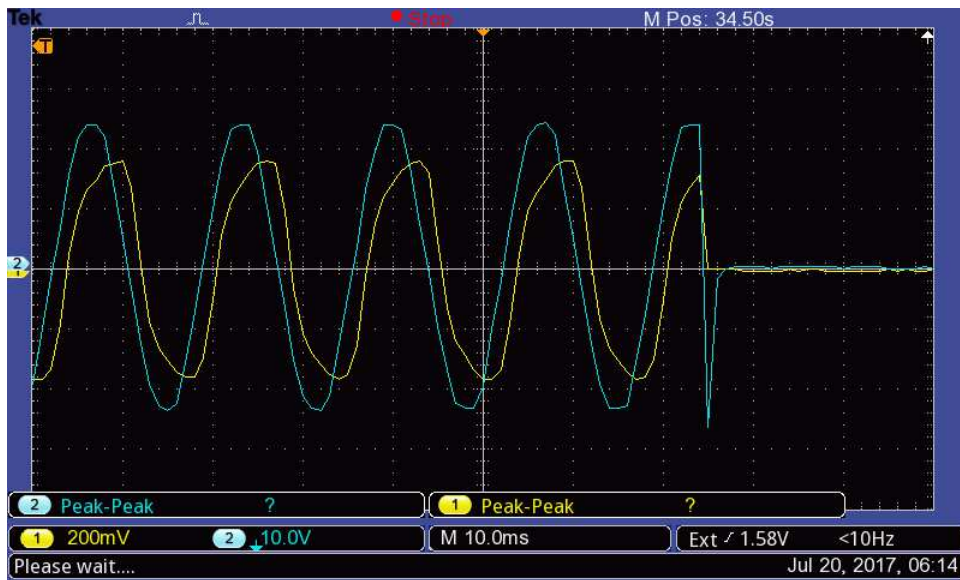 Tek Stop M Pos: 34.50s
T
2
1
2 Peak-Peak ? 1 Peak-Peak ?
1 200mV 2 10.0V M 10.0ms Ext 1.58V <10Hz
Please wait.... Jul 20, 2017, 06:14